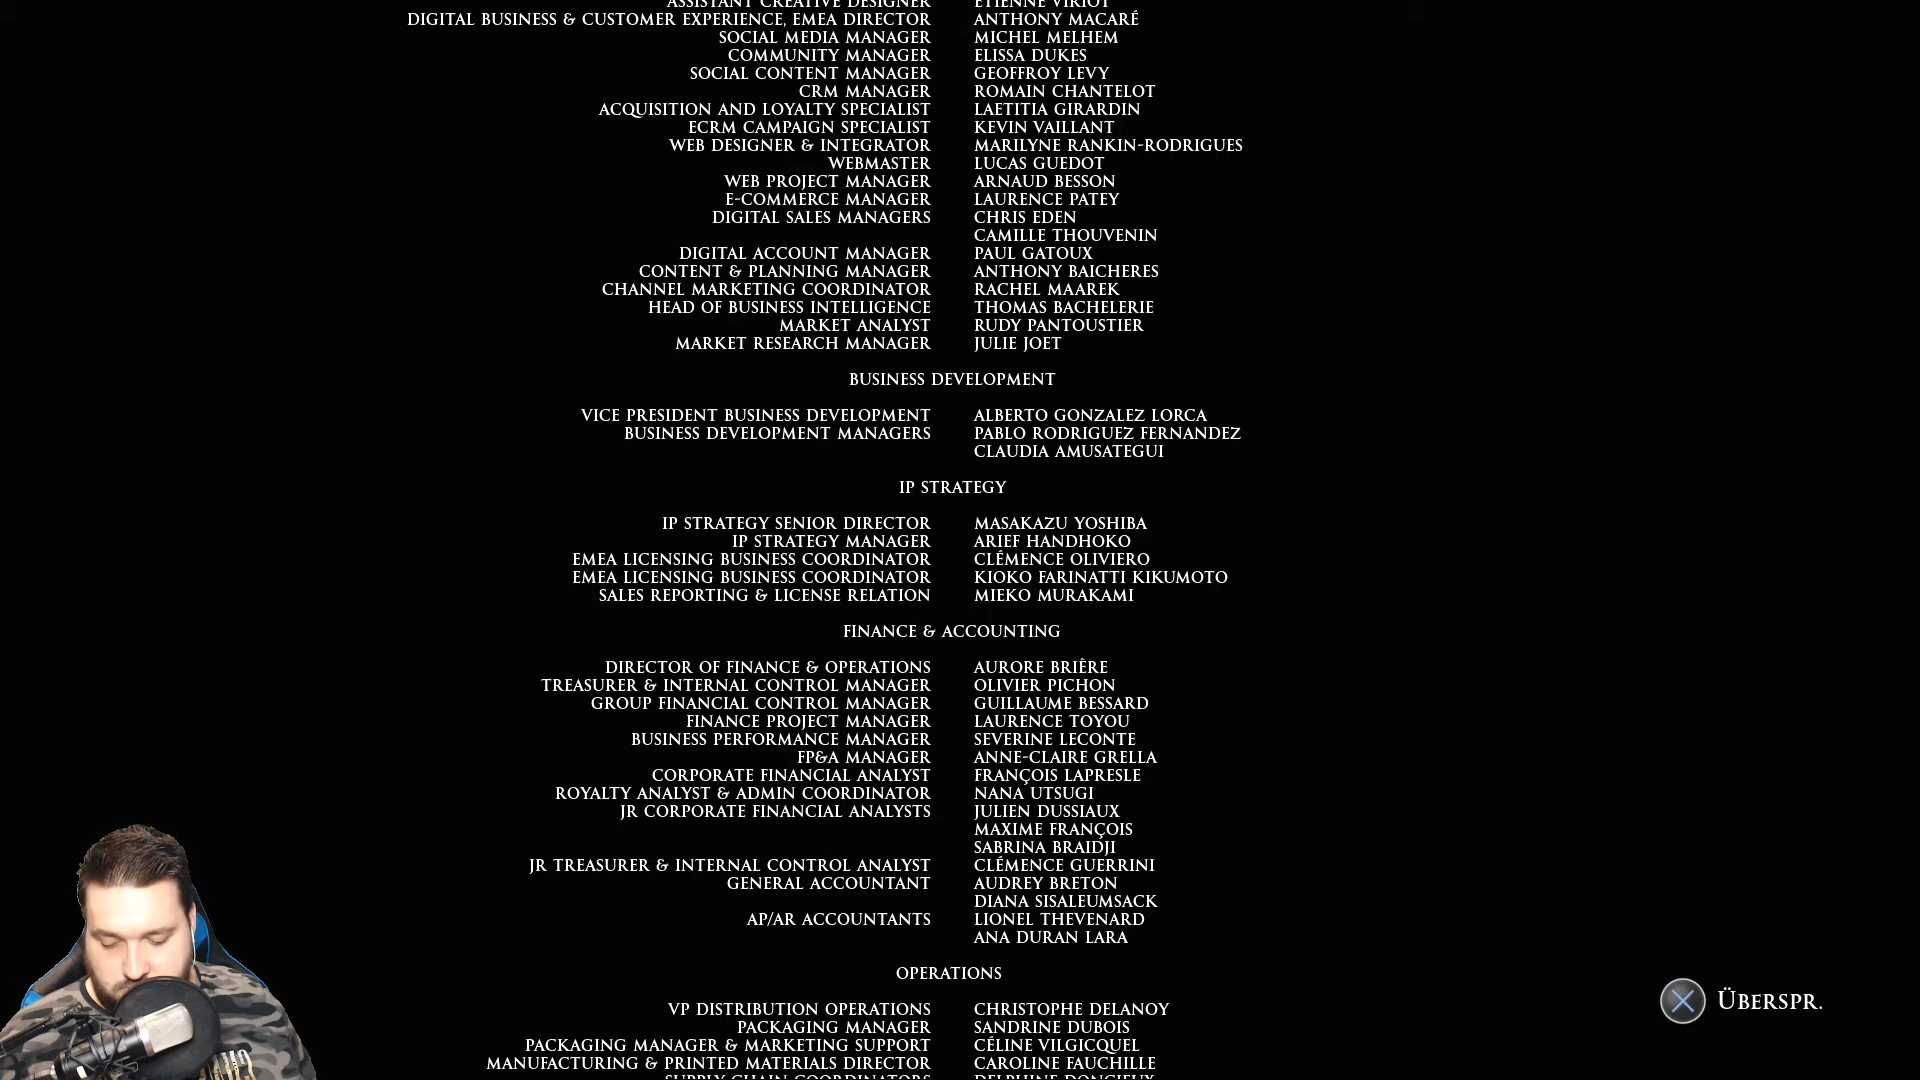 ASSISTANT CREATIVE DESIGNER ETIENNE VIRIOT
DIGITAL BUSINESS & CUSTOMER EXPERIENCE, EMEA DIRECTOR ANTHONY MACARÉ
SOCIAL MEDIA MANAGER MICHEL MELHEM
COMMUNITY MANAGER ELISSA DUKES
SOCIAL CONTENT MANAGER GEOFFROY LEVY
CRM MANAGER ROMAIN CHANTELOT
ACQUISITION AND LOYALTY SPECIALIST LAETITIA GIRARDIN
ECRM CAMPAIGN SPECIALIST KEVIN VAILLANT
WEB DESIGNER & INTEGRATOR MARILYNE RANKIN-RODRIGUES
WEBMASTER LUCAS GUEDOT
WEB PROJECT MANAGER ARNAUD BESSON
E-COMMERCE MANAGER LAURENCE PATEY
DIGITAL SALES MANAGERS CHRIS EDEN
CAMILLE THOUVENIN
DIGITAL ACCOUNT MANAGER PAUL GATOUX
CONTENT & PLANNING MANAGER ANTHONY BAICHERES
CHANNEL MARKETING COORDINATOR RACHEL MAAREK
HEAD OF BUSINESS INTELLIGENCE THOMAS BACHELERIE
MARKET ANALYST RUDY PANTOUSTIER
MARKET RESEARCH MANAGER JULIE JOET
BUSINESS DEVELOPMENT
VICE PRESIDENT BUSINESS DEVELOPMENT ALBERTO GONZALEZ LORCA
BUSINESS DEVELOPMENT MANAGERS PABLO RODRIGUEZ FERNANDEZ
CLAUDIA AMUSATEGUI
IP STRATEGY
IP STRATEGY SENIOR DIRECTOR MASAKAZU YOSHIBA
IP STRATEGY MANAGER ARIEF HANDHOKO
EMEA LICENSING BUSINESS COORDINATOR CLÉMENCE OLIVIERO
EMEA LICENSING BUSINESS COORDINATOR KIOKO FARINATTI KIKUMOTO
SALES REPORTING & LICENSE RELATION MIEKO MURAKAMI
FINANCE & ACCOUNTING
DIRECTOR OF FINANCE & OPERATIONS AURORE BRIÈRE
TREASURER & INTERNAL CONTROL MANAGER OLIVIER PICHON
GROUP FINANCIAL CONTROL MANAGER GUILLAUME BESSARD
FINANCE PROJECT MANAGER LAURENCE TOYOU
BUSINESS PERFORMANCE MANAGER SEVERINE LECONTE
FP&A MANAGER ANNE-CLAIRE GRELLA
CORPORATE FINANCIAL ANALYST FRANÇOIS LAPRESLE
ROYALTY ANALYST & ADMIN COORDINATOR NANA UTSUGI
JR CORPORATE FINANCIAL ANALYSTS JULIEN DUSSIAUX
MAXIME FRANÇOIS
SABRINA BRAIDJI
JR TREASURER & INTERNAL CONTROL ANALYST CLÉMENCE GUERRINI
GENERAL ACCOUNTANT AUDREY BRETON
DIANA SISALEUMSACK
AP/AR ACCOUNTANTS LIONEL THEVENARD
ANA DURAN LARA
OPERATIONS
VP DISTRIBUTION OPERATIONS CHRISTOPHE DELANOY
PACKAGING MANAGER SANDRINE DUBOIS
PACKAGING MANAGER & MARKETING SUPPORT CÉLINE VILGICQUEL
MANUFACTURING & PRINTED MATERIALS DIRECTOR CAROLINE FAUCHILLE
SUPPLY CHAIN COORDINATORS DELPHINE DONCIEUX
ÜBERSPR.